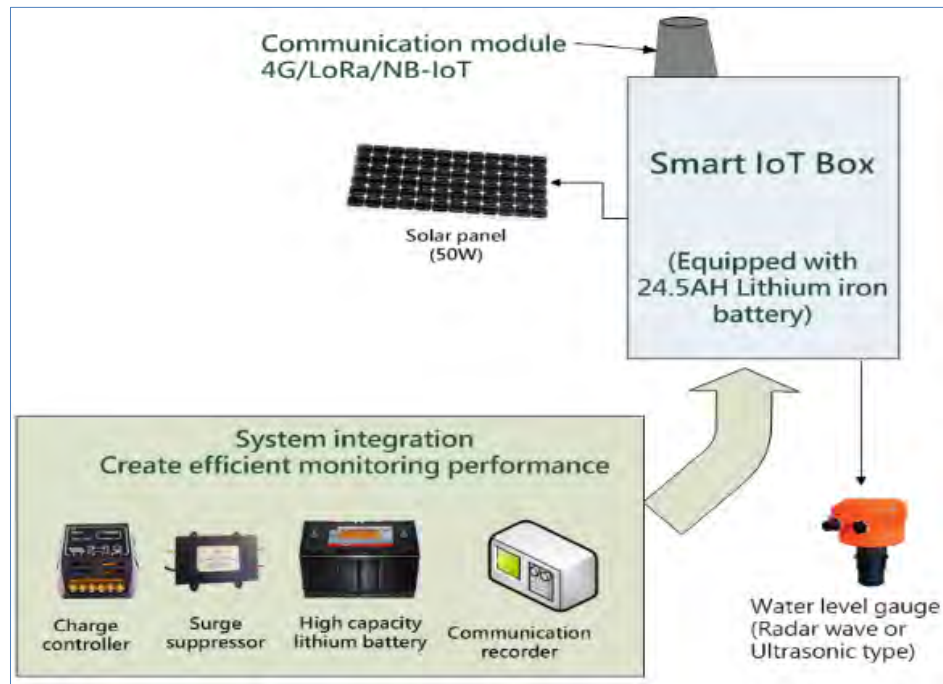 Communication module
4G/LoRa/NB-IoT
Smart IoT Box
(Equipped with
24.5AH Lithium iron
battery)
Solar panel
(50W)
System integration
Create efficient monitoring performance
Charge
controller
Surge
suppressor
High capacity
lithium battery
Communication
recorder
Water level gauge
(Radar wave or
Ultrasonic type)